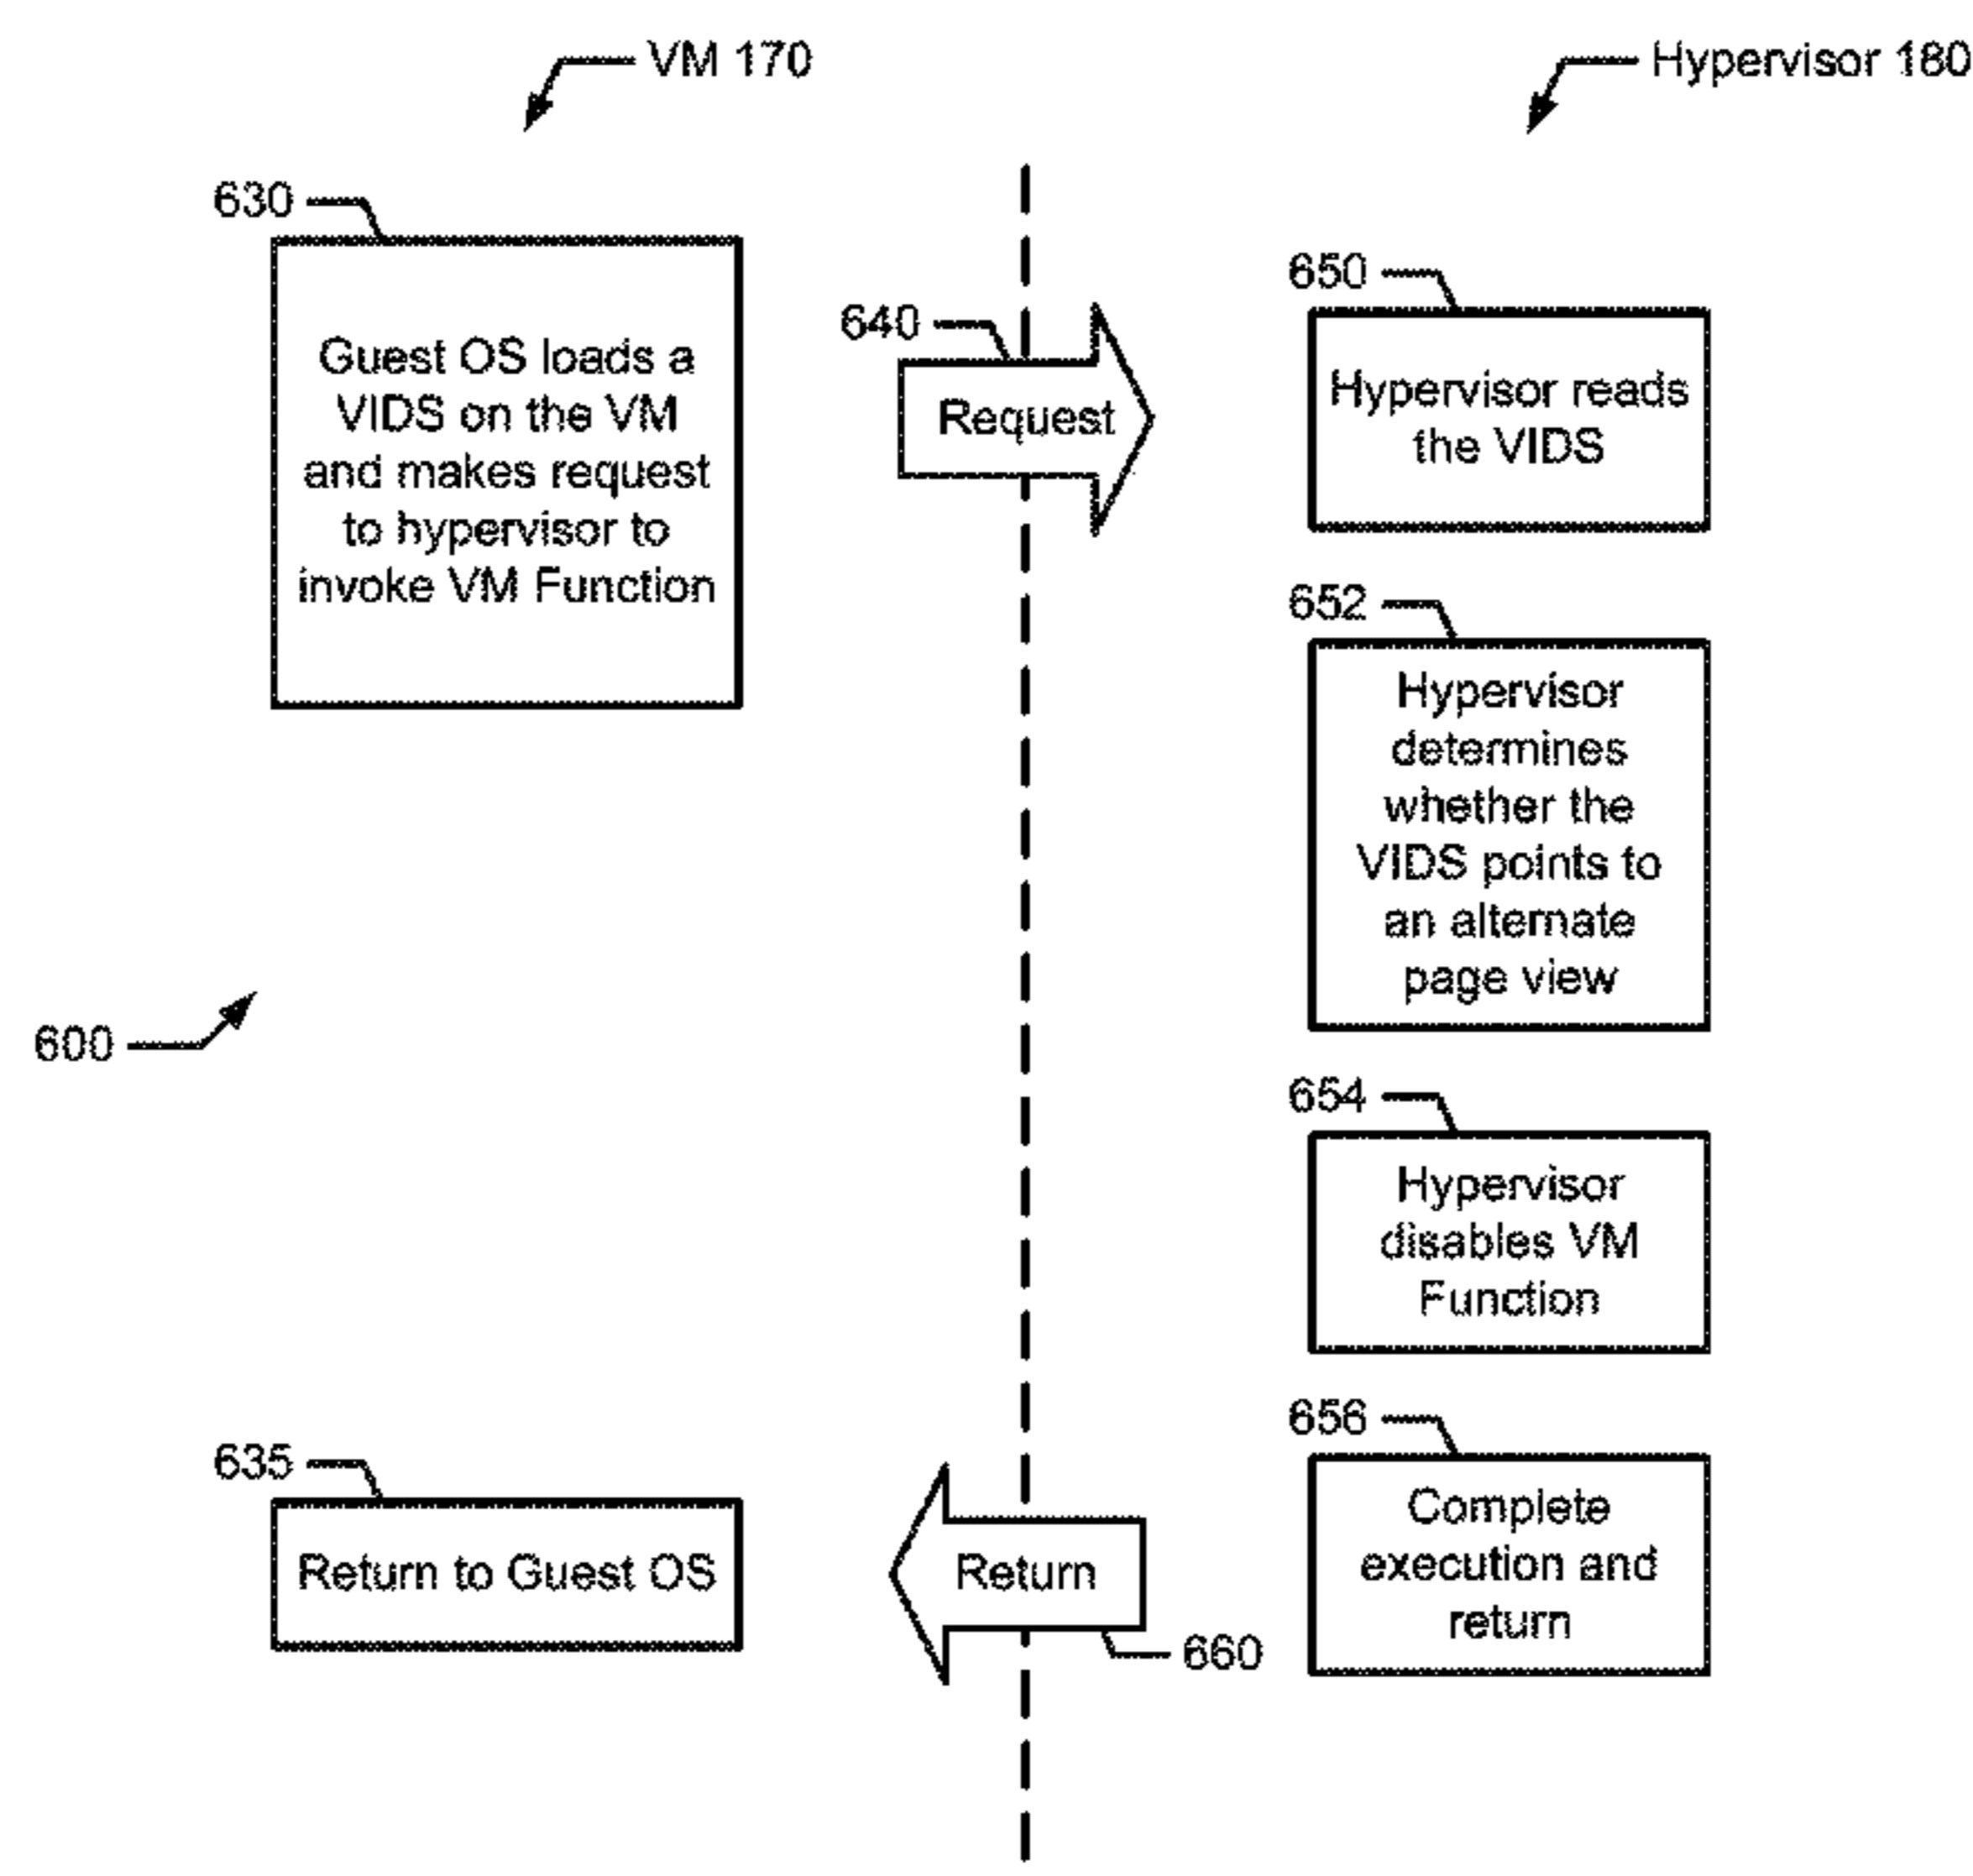 VM 170
Hypervisor 180
630
Guest OS loads a
VIDS on the VM
and makes request
to hypervisor to
invoke VM Function
640
Request
650
Hypervisor reads
the VIDS
652
Hypervisor
determines
whether the
VIDS points to
an alternate
page view
600
654
Hypervisor
disables VM
Function
635
Return to Guest OS
Return
660
656
Complete
execution and
return